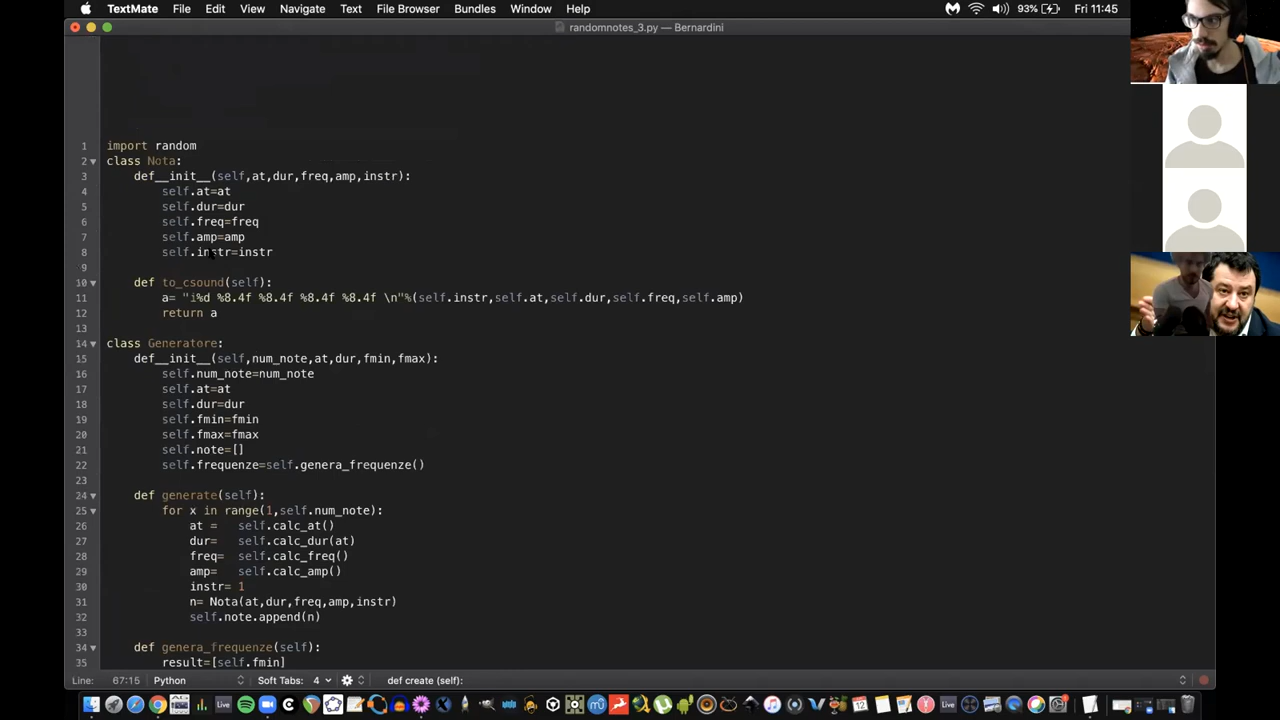 TextMate File Edit View Navigate Text File Browser Bundles Window Help 93% Fri 11:45
randomnotes_3.py — Bernardini
1 import random
2 class Nota:
3 def__init__(self,at,dur,freq,amp,instr):
4 self.at=at
5 self.dur=dur
6 self.freq=freq
7 self.amp=amp
8 self.instr=instr
9
10 def to_csound(self):
11 a= "i%d %8.4f %8.4f %8.4f %8.4f \n"%(self.instr,self.at,self.dur,self.freq,self.amp)
12 return a
13
14 class Generatore:
15 def__init__(self,num_note,at,dur,fmin,fmax):
16 self.num_note=num_note
17 self.at=at
18 self.dur=dur
19 self.fmin=fmin
20 self.fmax=fmax
21 self.note=[]
22 self.frequenze=self.genera_frequenze()
23
24 def generate(self):
25 for x in range(1,self.num_note):
26 at = self.calc_at()
27 dur= self.calc_dur(at)
28 freq= self.calc_freq()
29 amp= self.calc_amp()
30 instr= 1
31 n= Nota(at,dur,freq,amp,instr)
32 self.note.append(n)
33
34 def genera_frequenze(self):
35 result=[self.fmin]
Line: 67:15 Python Soft Tabs: 4 def create (self):